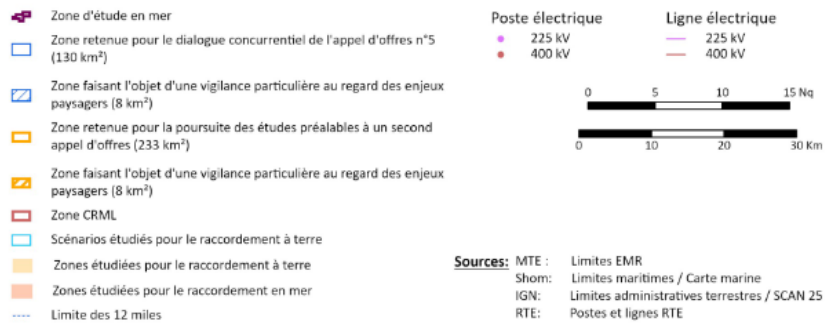 Zone d'étude en mer
Zone retenue pour le dialogue concurrentiel de l'appel d'offres n°5
(130 km²)
Zone faisant l'objet d'une vigilance particulière au regard des enjeux
paysagers (8 km²)
Zone retenue pour la poursuite des études préalables à un second
appel d'offres (233 km²)
Zone faisant l'objet d'une vigilance particulière au regard des enjeux
paysagers (8 km²)
Zone CRML
Scénarios étudiés pour le raccordement à terre
Zones étudiées pour le raccordement à terre
Zones étudiées pour le raccordement en mer
Limite des 12 miles
Poste électrique
225 kV
400 kV
Ligne électrique
225 kV
400 kV
0 5 10 15 Nq
0 10 20 30 Km
Sources: MTE : Limites EMR
Shom: Limites maritimes / Carte marine
IGN: Limites administratives terrestres / SCAN 25
RTE: Postes et lignes RTE